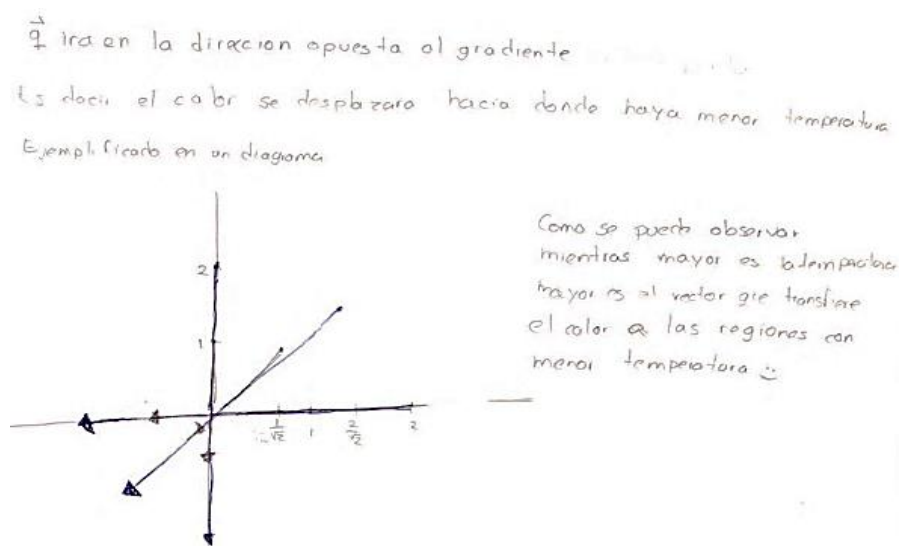 q⃗ ira en la direccion opuesta al gradiente
Es decir el calor se desplazara hacia donde haya menor temperatura
Ejemplificado en un diagrama
Como se puede observar
mientras mayor es
mayor es el vector que transfiere
el calor a las regiones con
menor temperatura :)
2
1
1/√2 1 2/√2 2